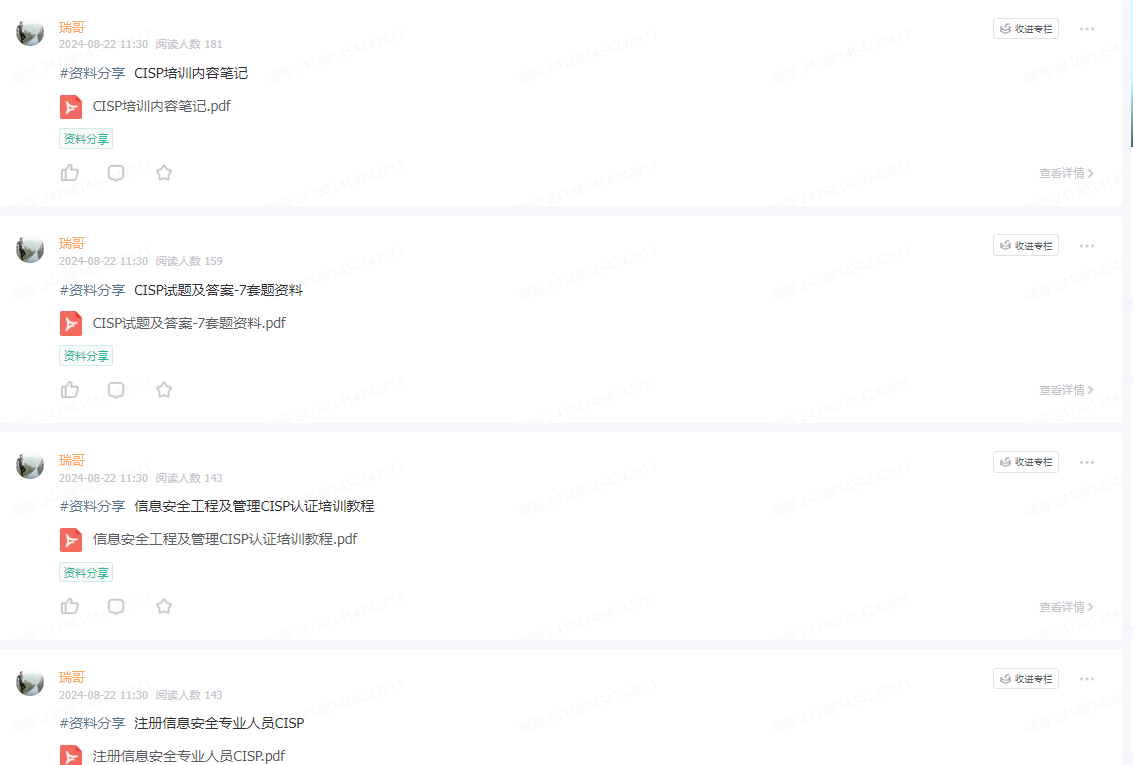 瑞哥
收进专栏
2024-08-22 11:30 阅读人数 181
#资料分享 CISP培训内容笔记
CISP培训内容笔记.pdf
资料分享
查看详情
瑞哥
收进专栏
2024-08-22 11:30 阅读人数 159
#资料分享 CISP试题及答案-7套题资料
CISP试题及答案-7套题资料.pdf
资料分享
查看详情
瑞哥
收进专栏
2024-08-22 11:30 阅读人数 143
#资料分享 信息安全工程及管理CISP认证培训教程
信息安全工程及管理CISP认证培训教程.pdf
资料分享
查看详情
瑞哥
收进专栏
2024-08-22 11:30 阅读人数 143
#资料分享 注册信息安全专业人员CISP
注册信息安全专业人员CISP.pdf